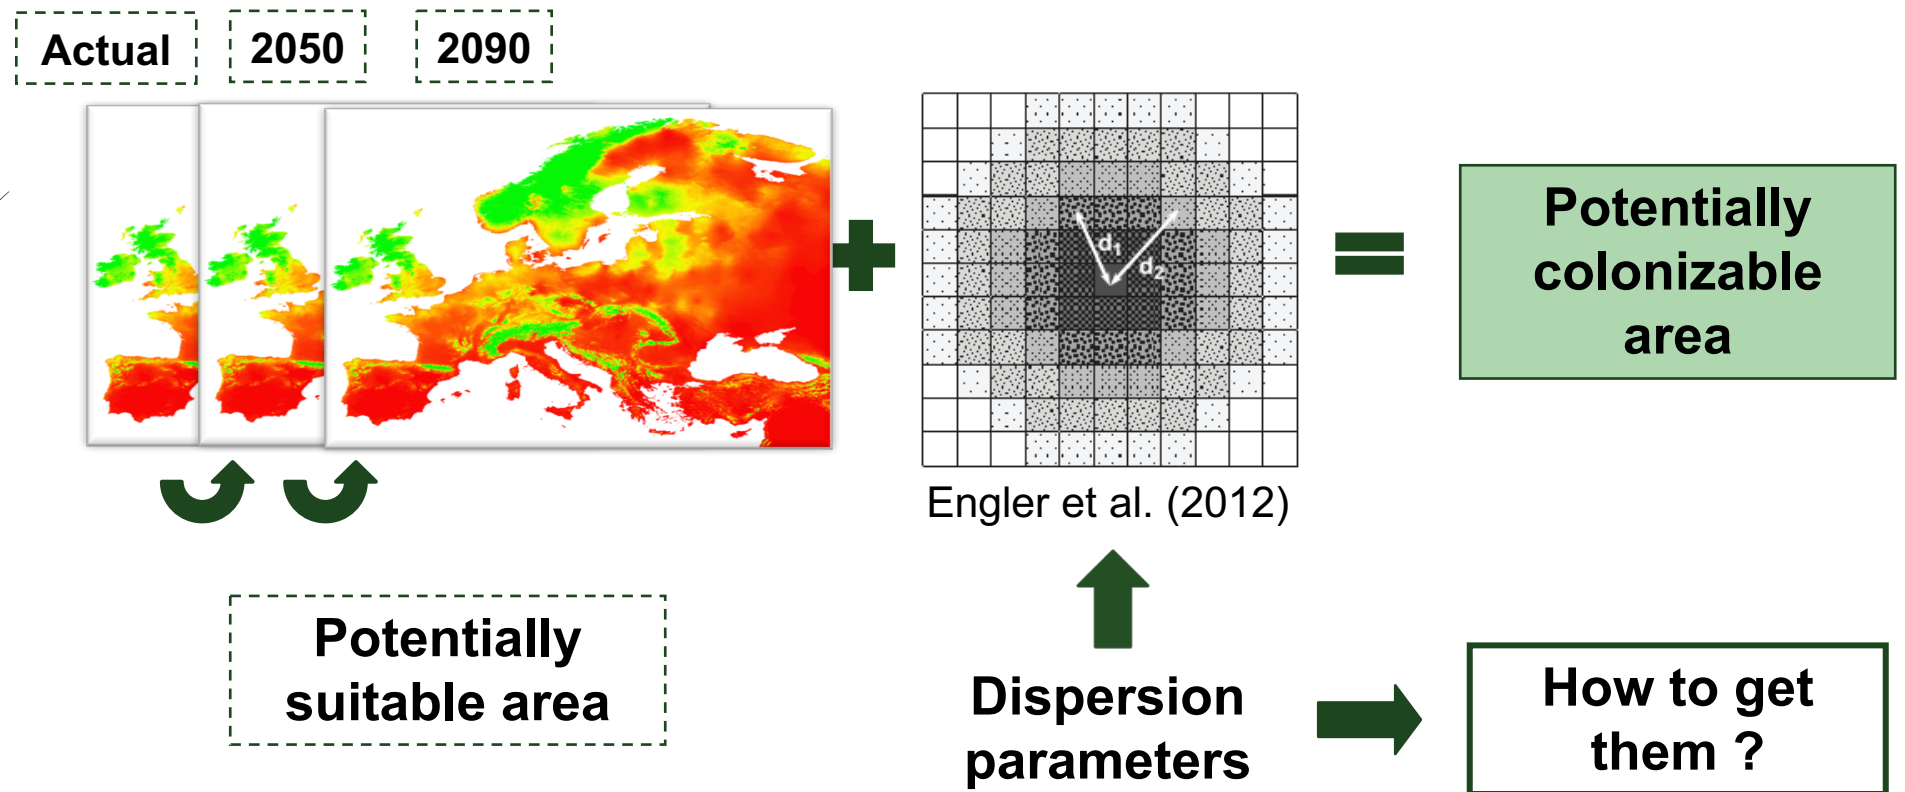 Actual
2050
2090
d1
d2
Engler et al. (2012)
Potentially
colonizable
area
Potentially
suitable area
Dispersion
parameters
How to get
them ?